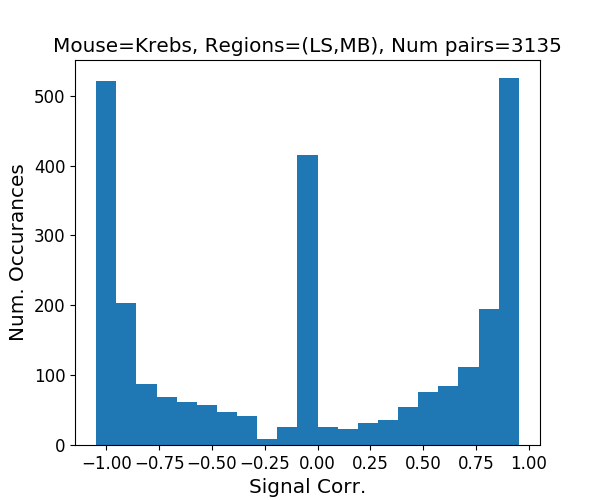 Mouse=Krebs, Regions=(LS,MB), Num pairs=3135
Num. Occurances
500
400
300
200
100
0
−1.00 −0.75 −0.50 −0.25 0.00 0.25 0.50 0.75 1.00
Signal Corr.